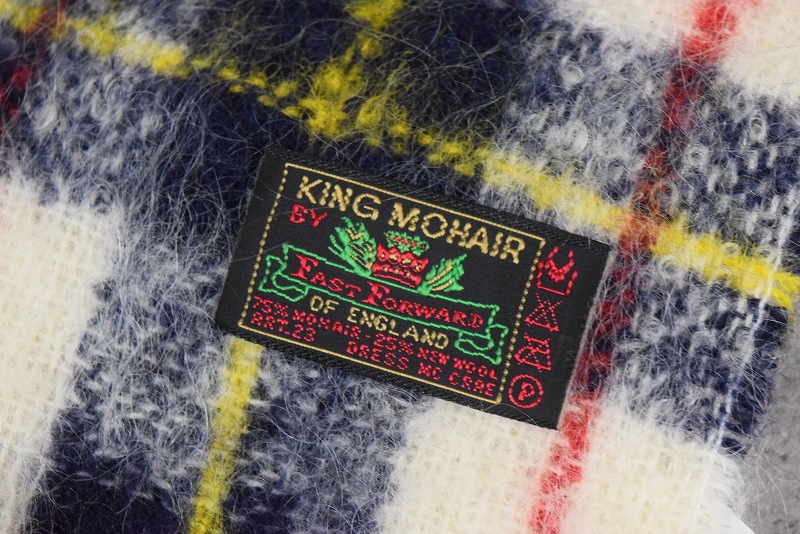 KING MOHAIR
BY
FAST FORWARD
OF ENGLAND
75% MOHAIR - 25% NEW WOOL
ART.23 DRESS MC CRAE
P